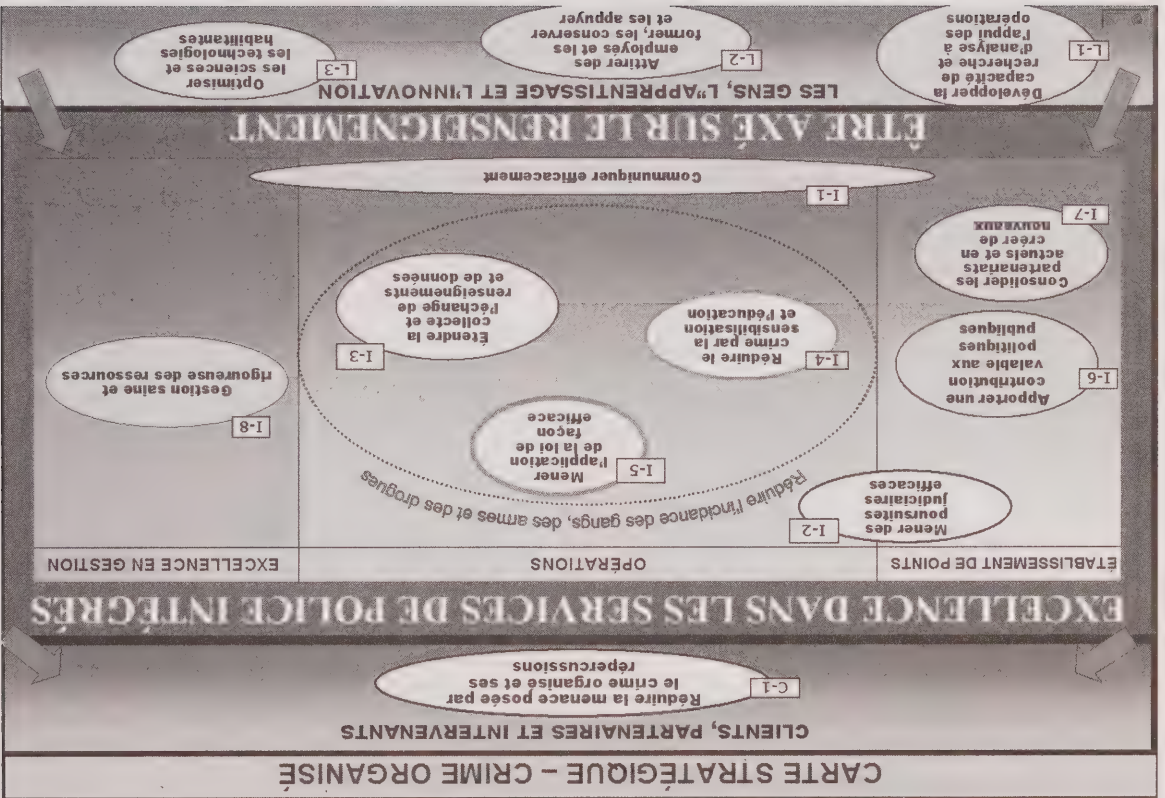 CARTE STRATÉGIQUE – CRIME ORGANISÉ
CLIENTS, PARTENAIRES ET INTERVENANTS
C-1
Réduire la menace posée par
le crime organisé et ses
répercussions
EXCELLENCE DANS LES SERVICES DE POLICE INTÉGRÉS
ÉTABLISSEMENT DE POINTS
OPÉRATIONS
EXCELLENCE EN GESTION
I-2
Mener des
poursuites
judiciaires
efficaces
Réduire l'incidance des gangs, des armes et des drogues
I-5
Mener
l'application
de la loi de
façon
efficace
I-6
Apporter une
contribution
valable aux
politiques
publiques
I-4
Réduire le
crime par la
sensibilisation
et l'éducation
I-3
Étendre la
collecte et
l'échange de
renseignements
et de données
I-8
Gestion saine et
rigoureuse des ressources
I-7
Consolider les
partenariats
actuels et en
créer de
nouveaux
I-1
Communiquer efficacement
ÊTRE AXÉ SUR LE RENSEIGNEMENT
LES GENS, L"APPRENTISSAGE ET L'INNOVATION
L-1
Développer la
capacité de
recherche et
d'analyse à
l'appui des
opérations
L-2
Attirer des
employés et les
former, les conserver
et les appuyer
L-3
Optimiser
les sciences et
les technologies
habilitantes